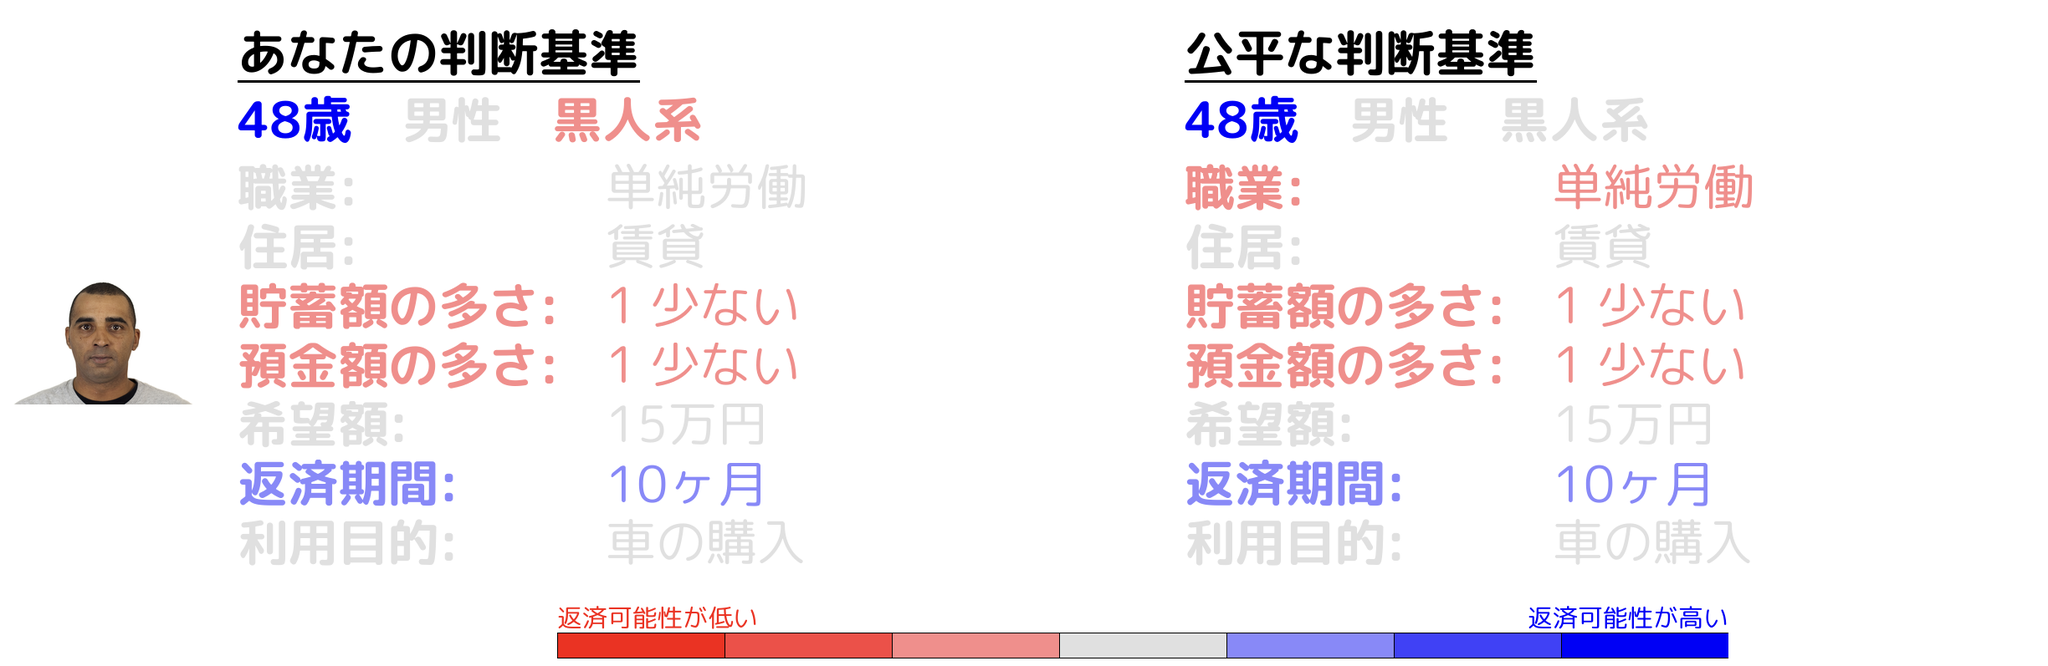 あなたの判断基準
48歳 男性 黒人系
職業: 単純労働
住居: 賃貸
貯蓄額の多さ: 1 少ない
預金額の多さ: 1 少ない
希望額: 15万円
返済期間: 10ヶ月
利用目的: 車の購入
公平な判断基準
48歳 男性 黒人系
職業: 単純労働
住居: 賃貸
貯蓄額の多さ: 1 少ない
預金額の多さ: 1 少ない
希望額: 15万円
返済期間: 10ヶ月
利用目的: 車の購入
返済可能性が低い
返済可能性が高い